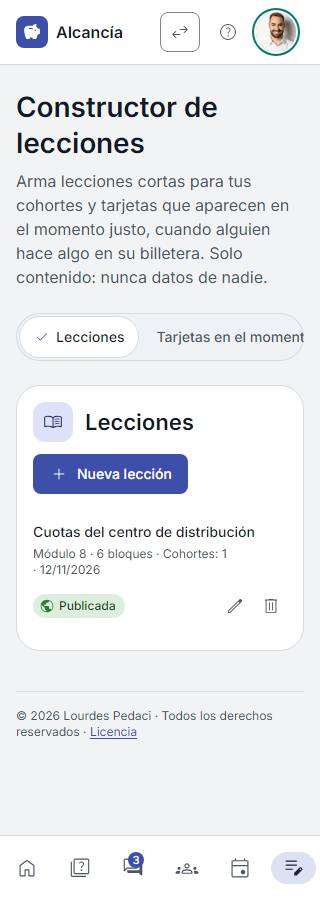 Alcancía
Constructor de
lecciones
Arma lecciones cortas para tus
cohortes y tarjetas que aparecen en
el momento justo, cuando alguien
hace algo en su billetera. Solo
contenido: nunca datos de nadie.
Lecciones
Tarjetas en el moment
Lecciones
Nueva lección
Cuotas del centro de distribución
Módulo 8 · 6 bloques · Cohortes: 1
· 12/11/2026
Publicada
© 2026 Lourdes Pedaci · Todos los derechos
reservados · Licencia
3